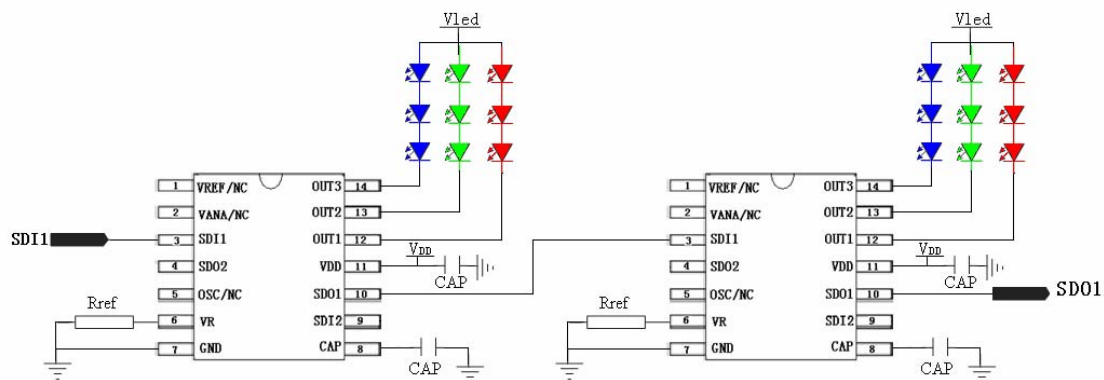 Vled Vled
1 VREF/NC OUT3 14 1 VREF/NC OUT3 14
2 VANA/NC OUT2 13 2 VANA/NC OUT2 13
SDI1 3 SDI1 OUT1 12 3 SDI1 OUT1 12
VDD VDD
4 SDO2 VDD 11 4 SDO2 VDD 11
CAP CAP
5 OSC/NC SDO1 10 5 OSC/NC SDO1 10 SDO1
Rref Rref
6 VR SDI2 9 6 VR SDI2 9
7 GND CAP 8 7 GND CAP 8
CAP CAP